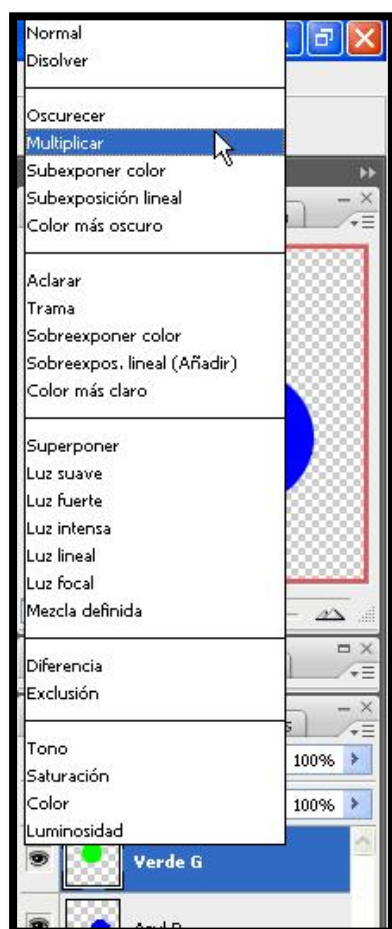 Normal
Disolver
Oscurecer
Multiplicar
Subexponer color
Subexposición lineal
Color más oscuro
Aclarar
Trama
Sobreexponer color
Sobreexpos. lineal (Añadir)
Color más claro
Superponer
Luz suave
Luz fuerte
Luz intensa
Luz lineal
Luz focal
Mezcla definida
Diferencia
Exclusión
Tono
Saturación
Color
Luminosidad
100%
100%
Verde G